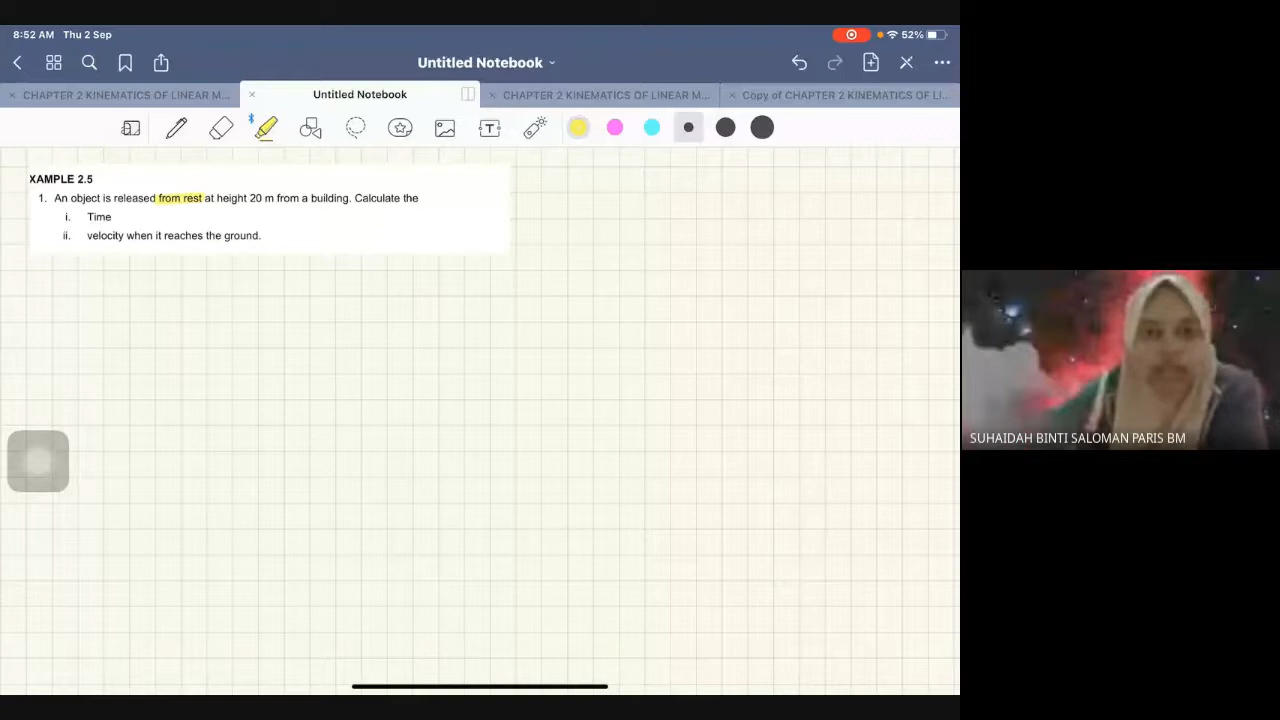 8:52 AM Thu 2 Sep
52%
Untitled Notebook
CHAPTER 2 KINEMATICS OF LINEAR M...
Untitled Notebook
CHAPTER 2 KINEMATICS OF LINEAR M...
Copy of CHAPTER 2 KINEMATICS OF LI...
XAMPLE 2.5
1. An object is released from rest at height 20 m from a building. Calculate the
i. Time
ii. velocity when it reaches the ground.
SUHAIDAH BINTI SALOMAN PARIS BM